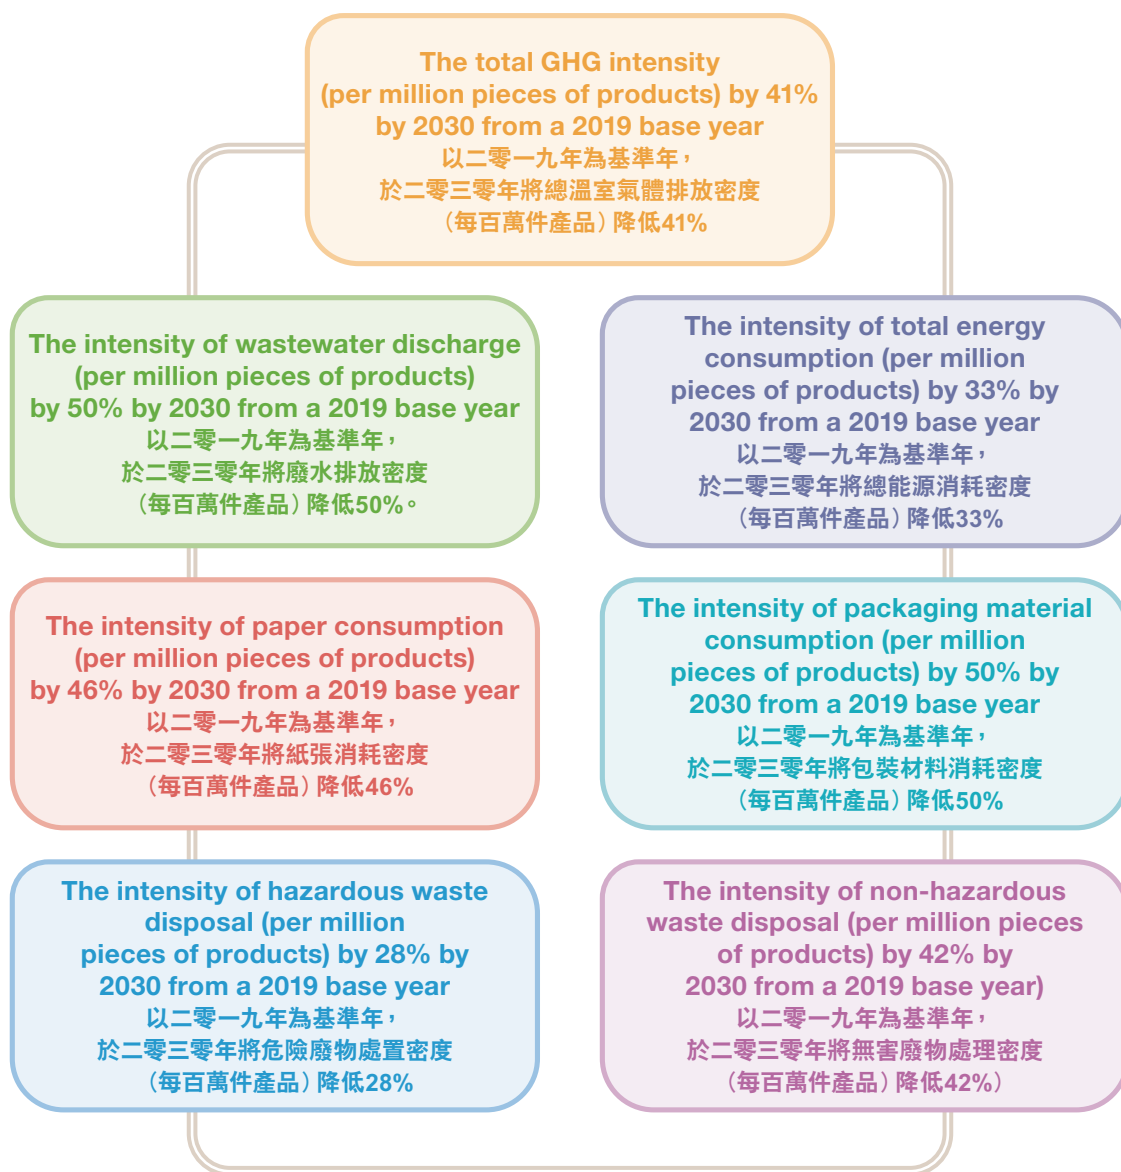 The total GHG intensity
(per million pieces of products) by 41%
by 2030 from a 2019 base year
以二零一九年為基準年，
於二零三零年將總溫室氣體排放密度
（每百萬件產品）降低41%
The intensity of wastewater discharge
(per million pieces of products)
by 50% by 2030 from a 2019 base year
以二零一九年為基準年，
於二零三零年將廢水排放密度
（每百萬件產品）降低50%。
The intensity of total energy
consumption (per million
pieces of products) by 33% by
2030 from a 2019 base year
以二零一九年為基準年，
於二零三零年將總能源消耗密度
（每百萬件產品）降低33%
The intensity of paper consumption
(per million pieces of products)
by 46% by 2030 from a 2019 base year
以二零一九年為基準年，
於二零三零年將紙張消耗密度
（每百萬件產品）降低46%
The intensity of packaging material
consumption (per million
pieces of products) by 50% by
2030 from a 2019 base year
以二零一九年為基準年，
於二零三零年將包裝材料消耗密度
（每百萬件產品）降低50%
The intensity of hazardous waste
disposal (per million
pieces of products) by 28% by
2030 from a 2019 base year
以二零一九年為基準年，
於二零三零年將危險廢物處置密度
（每百萬件產品）降低28%
The intensity of non-hazardous
waste disposal (per million pieces
of products) by 42% by
2030 from a 2019 base year)
以二零一九年為基準年，
於二零三零年將無害廢物處理密度
（每百萬件產品）降低42%）